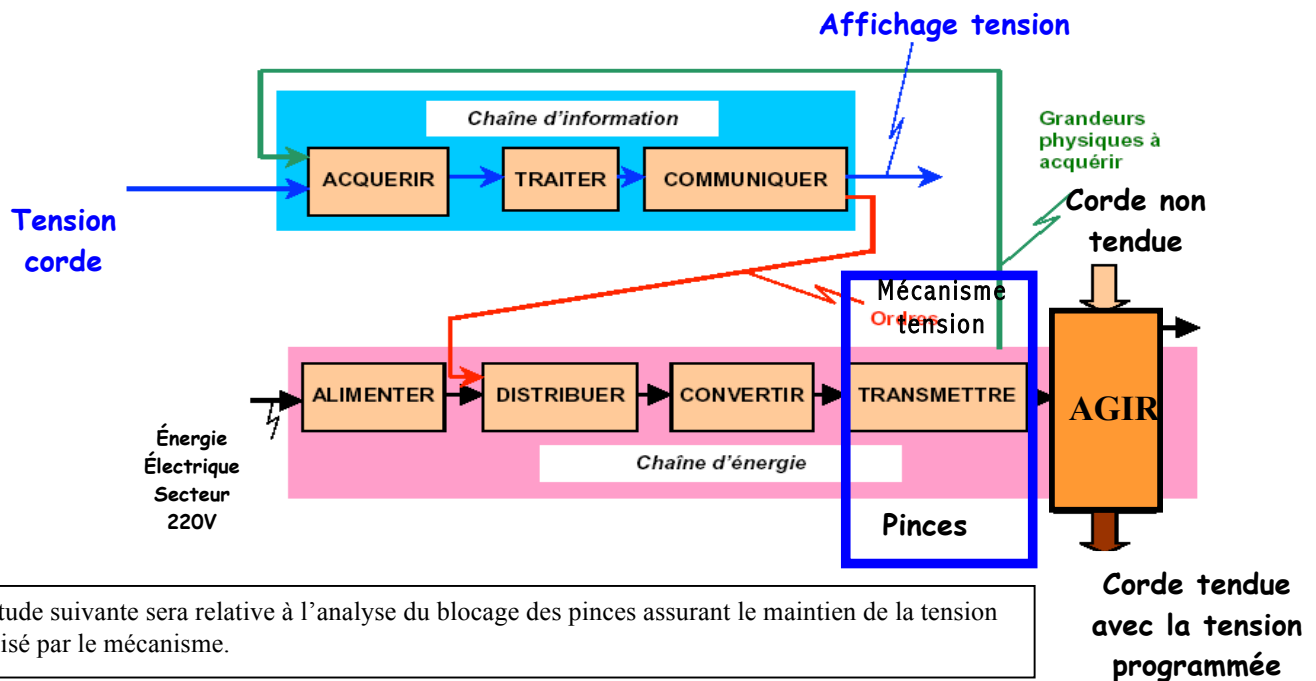 Affichage tension
Chaîne d'information
Grandeurs
physiques à
acquérir
ACQUERIR
TRAITER
COMMUNIQUER
Tension
corde
Corde non
tendue
Mécanisme
tension
Ordres
ALIMENTER
DISTRIBUER
CONVERTIR
TRANSMETTRE
AGIR
Énergie
Électrique
Secteur
220V
Chaîne d'énergie
Pinces
tude suivante sera relative à l'analyse du blocage des pinces assurant le maintien de la tension
isé par le mécanisme.
Corde tendue
avec la tension
programmée